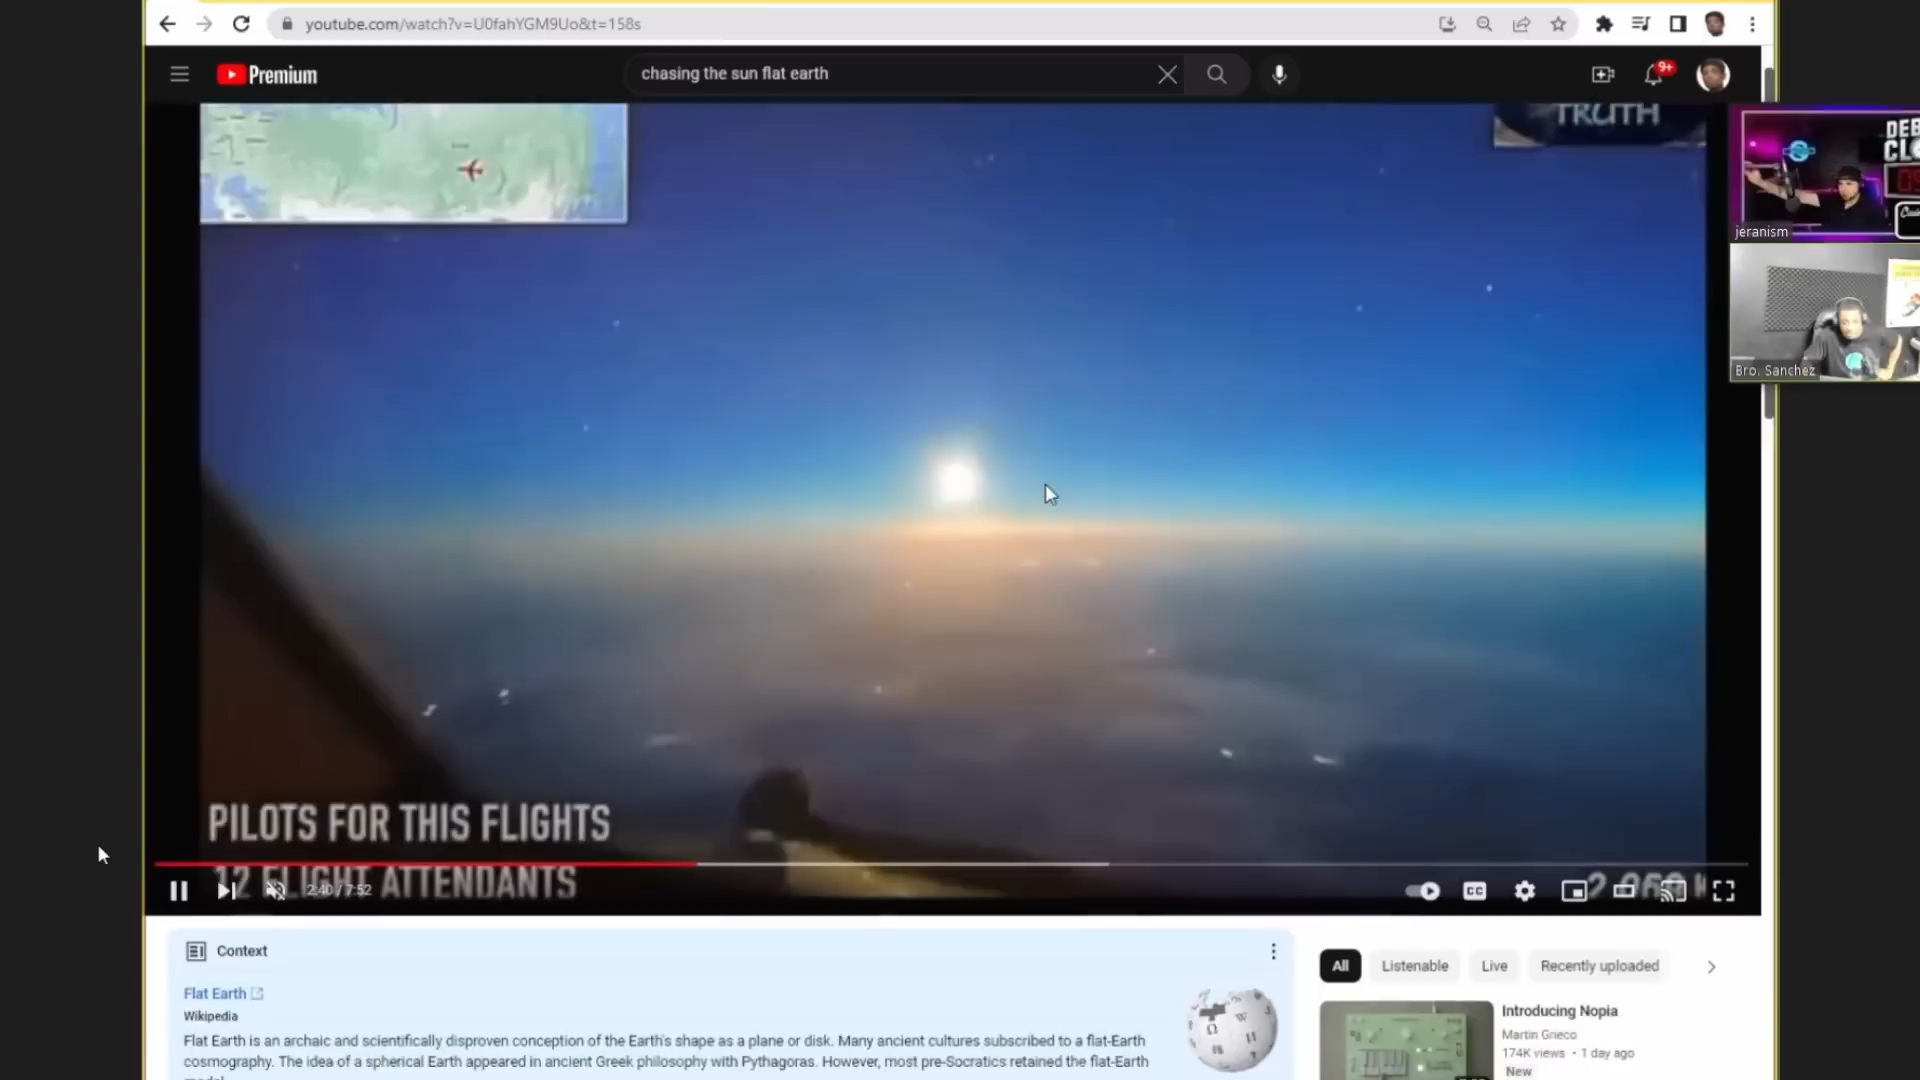 youtube.com/watch?v=U0fahYGM9Uo&t=158s
Premium
chasing the sun flat earth
9+
TRUTH
DEB
CL
jeranism
Bro. Sanchez
PILOTS FOR THIS FLIGHTS
12 FLIGHT ATTENDANTS
2:40 / 7:52
CC
Context
All
Listenable
Live
Recently uploaded
Flat Earth
Wikipedia
Flat Earth is an archaic and scientifically disproven conception of the Earth's shape as a plane or disk. Many ancient cultures subscribed to a flat-Earth
cosmography. The idea of a spherical Earth appeared in ancient Greek philosophy with Pythagoras. However, most pre-Socratics retained the flat-Earth
Introducing Nopia
Martin Grieco
174K views • 1 day ago
New